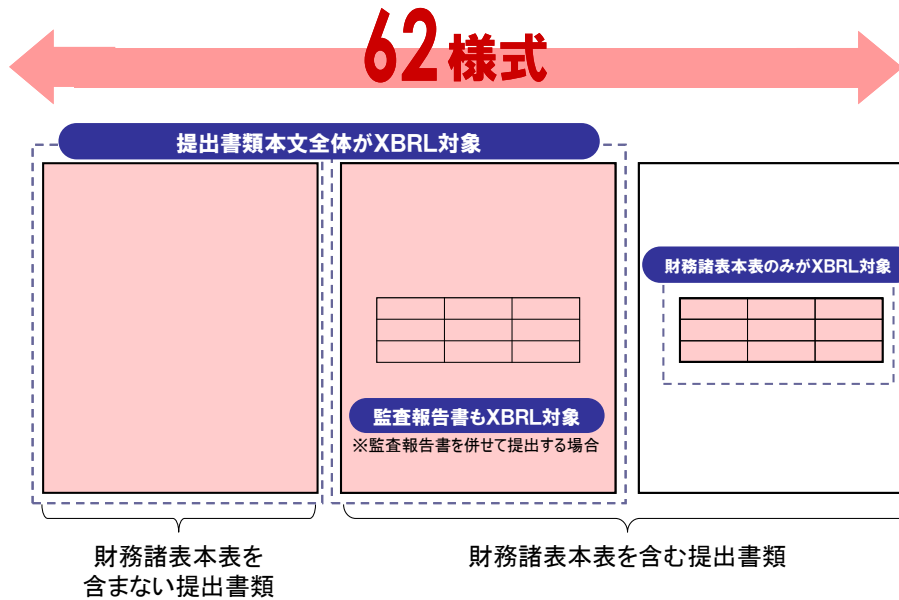 62様式
提出書類本文全体がXBRL対象
財務諸表本表のみがXBRL対象
監査報告書もXBRL対象
※監査報告書を併せて提出する場合
財務諸表本表を
含まない提出書類
財務諸表本表を含む提出書類